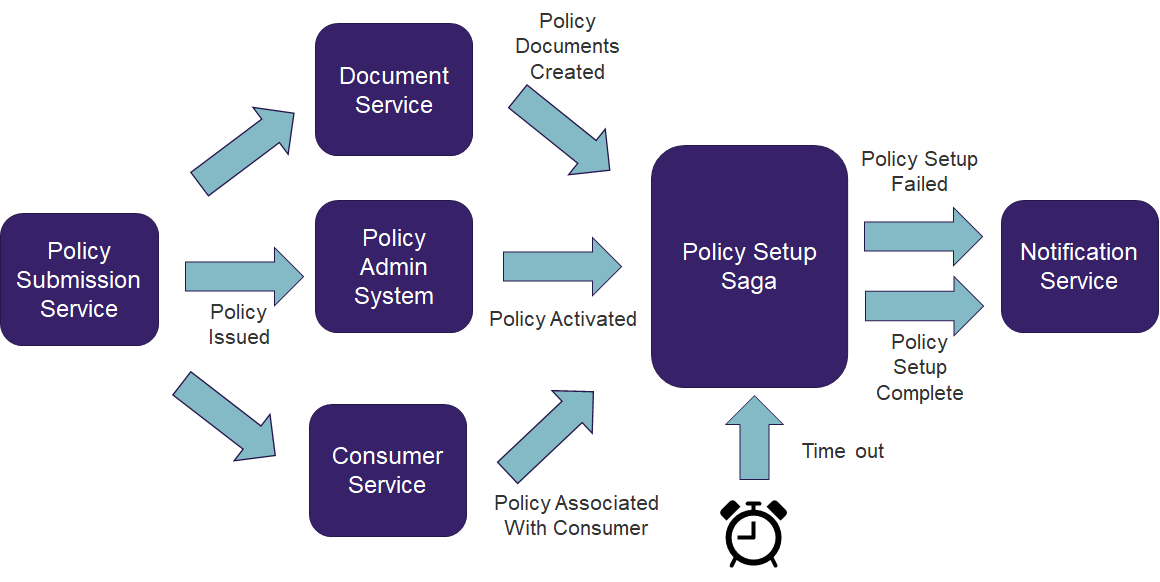 Policy
Documents
Created
Document
Service
Policy
Submission
Service
Policy
Issued
Policy
Admin
System
Policy Activated
Consumer
Service
Policy Associated
With Consumer
Policy Setup
Saga
Time out
Policy Setup
Failed
Policy
Setup
Complete
Notification
Service